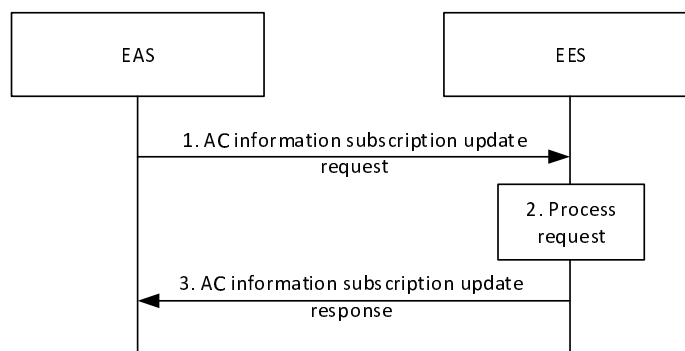 EAS
EES
1. AC information subscription update
request
2. Process
request
3. AC information subscription update
response